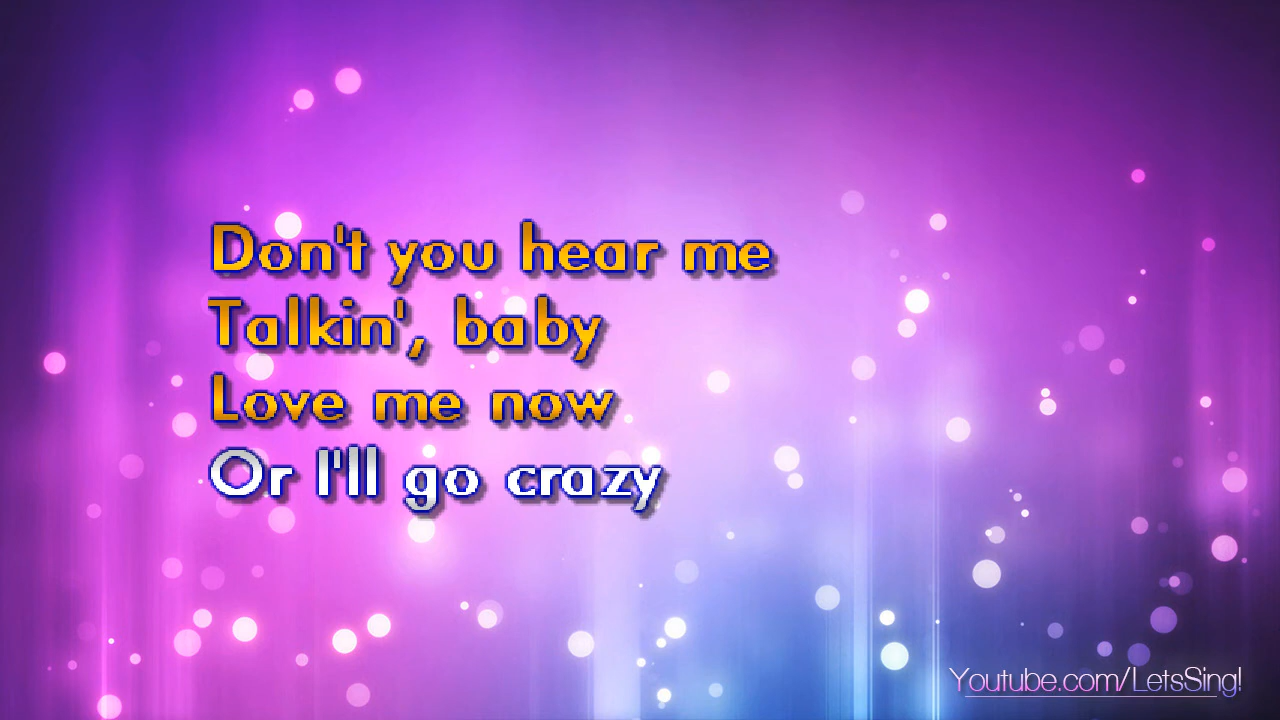 Don't you hear me
Talkin', baby
Love me now
Or I'll go crazy
Youtube.com/LetsSing!